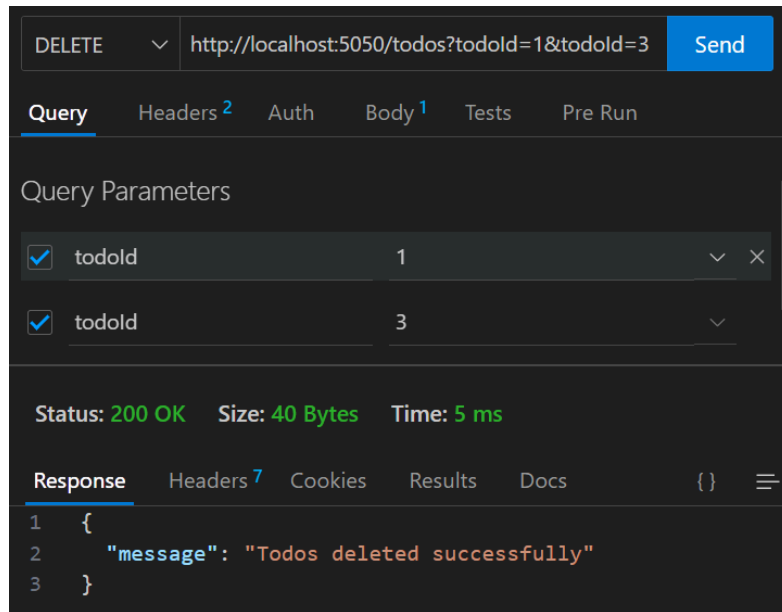 DELETE http://localhost:5050/todos?todoId=1&todoId=3 Send
Query Headers 2 Auth Body 1 Tests Pre Run
Query Parameters
todoId 1
todoId 3
Status: 200 OK Size: 40 Bytes Time: 5 ms
Response Headers 7 Cookies Results Docs { }
1 {
2 "message": "Todos deleted successfully"
3 }